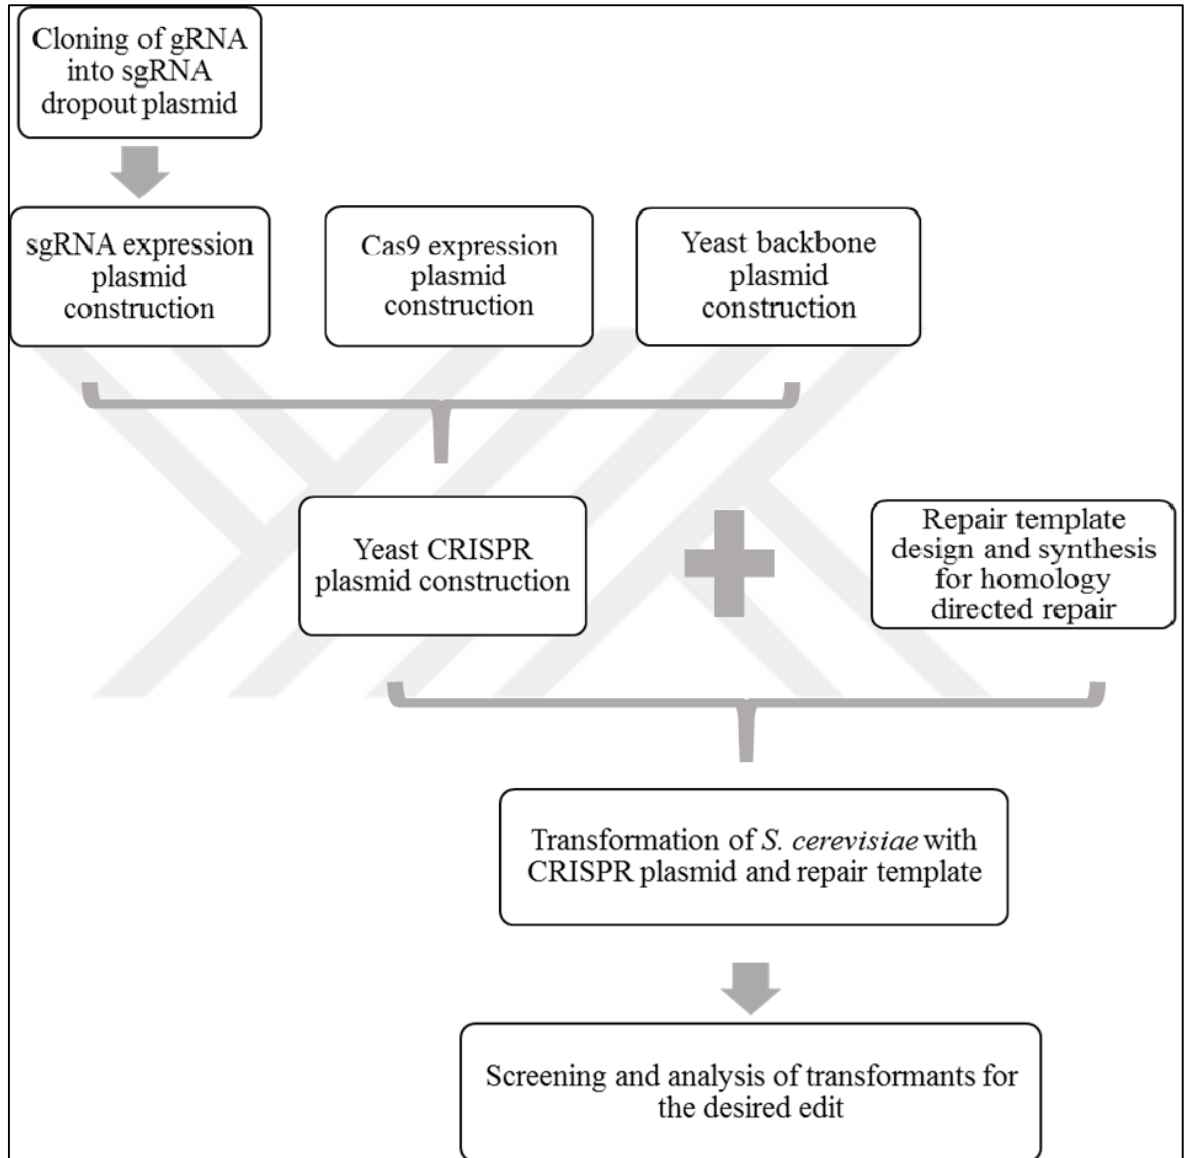 Cloning of gRNA
into sgRNA
dropout plasmid
sgRNA expression
plasmid
construction
Cas9 expression
plasmid
construction
Yeast backbone
plasmid
construction
Yeast CRISPR
plasmid construction
Repair template
design and synthesis
for homology
directed repair
Transformation of S. cerevisiae with
CRISPR plasmid and repair template
Screening and analysis of transformants for
the desired edit